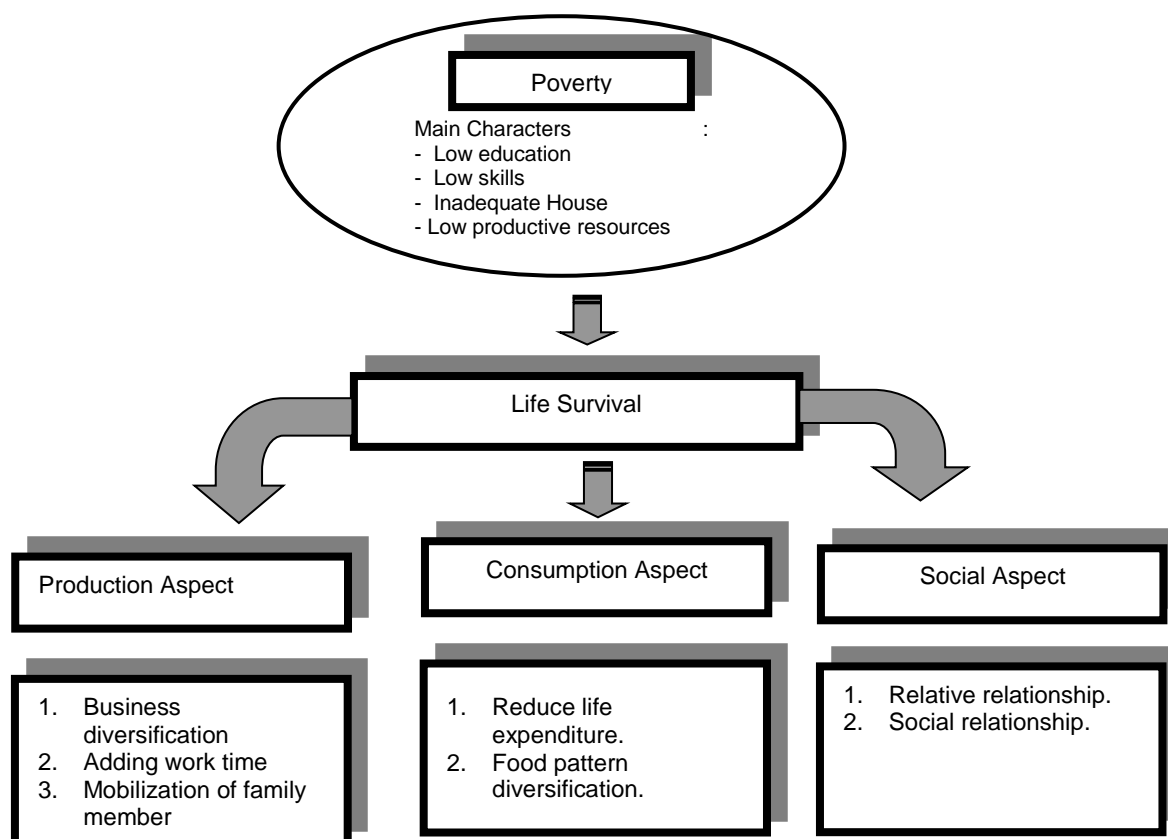 Poverty
Main Characters :
- Low education
- Low skills
- Inadequate House
- Low productive resources
Life Survival
Production Aspect
Consumption Aspect
Social Aspect
1. Business
diversification
2. Adding work time
3. Mobilization of family
member
1. Reduce life
expenditure.
2. Food pattern
diversification.
1. Relative relationship.
2. Social relationship.